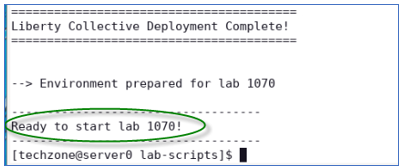 ========================================
Liberty Collective Deployment Complete!
========================================
--> Environment prepared for lab 1070
-----------------------------------
Ready to start lab 1070!
-----------------------------------
[techzone@server0 lab-scripts]$